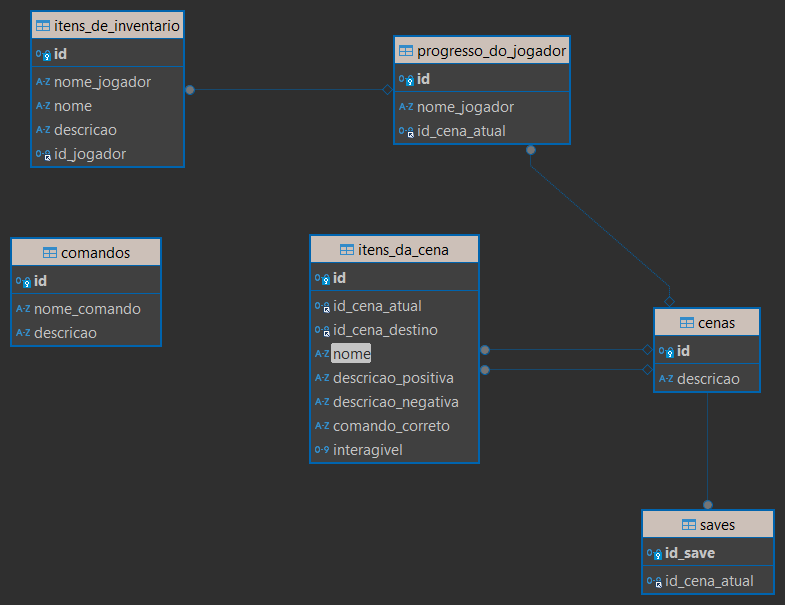 itens_de_inventario
id
nome_jogador
nome
descricao
id_jogador
progresso_do_jogador
id
nome_jogador
id_cena_atual
comandos
id
nome_comando
descricao
itens_da_cena
id
id_cena_atual
id_cena_destino
nome
descricao_positiva
descricao_negativa
comando_correto
interagivel
cenas
id
descricao
saves
id_save
id_cena_atual